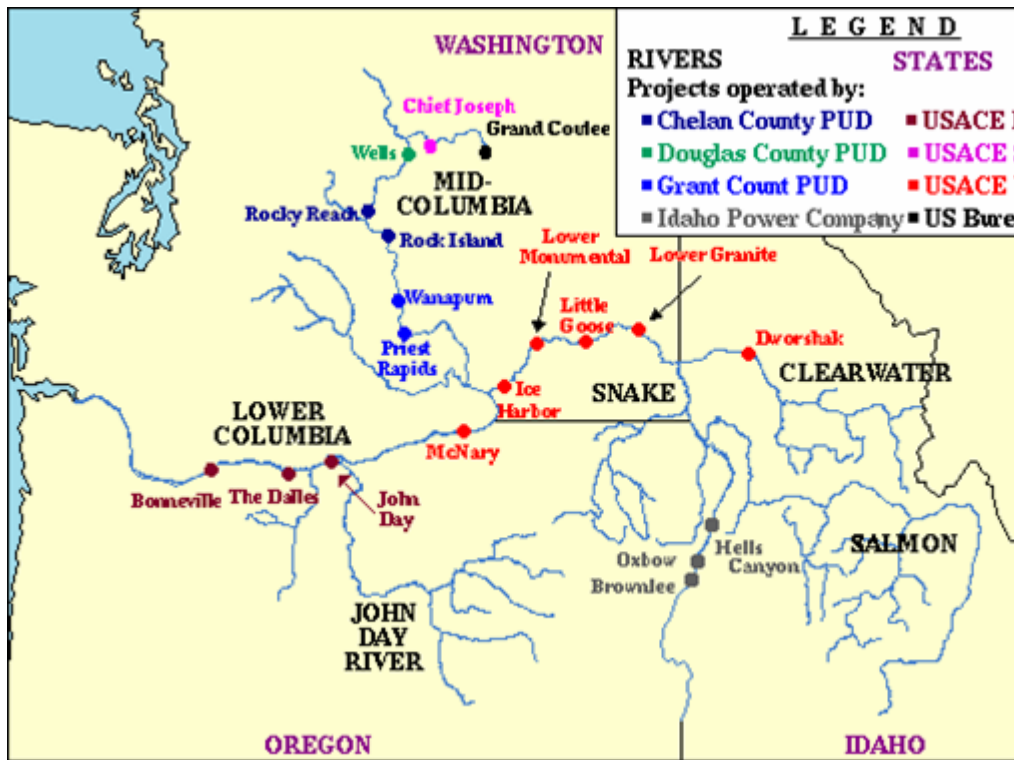 L E G E N D
RIVERS STATES
Projects operated by:
Chelan County PUD USACE
Douglas County PUD USACE
Grant Count PUD USACE
Idaho Power Company US Bure
WASHINGTON
Chief Joseph
Grand Coulee
Wells
MID-
COLUMBIA
Rocky Reach
Rock Island
Lower
Monumental
Lower Granite
Wanapum
Little
Goose
Priest
Rapids
Dworshak
CLEARWATER
SNAKE
Ice
Harbor
LOWER
COLUMBIA
McNary
Bonneville
The Dalles
John
Day
Hells
Canyon
Oxbow
Brownlee
SALMON
JOHN
DAY
RIVER
OREGON
IDAHO